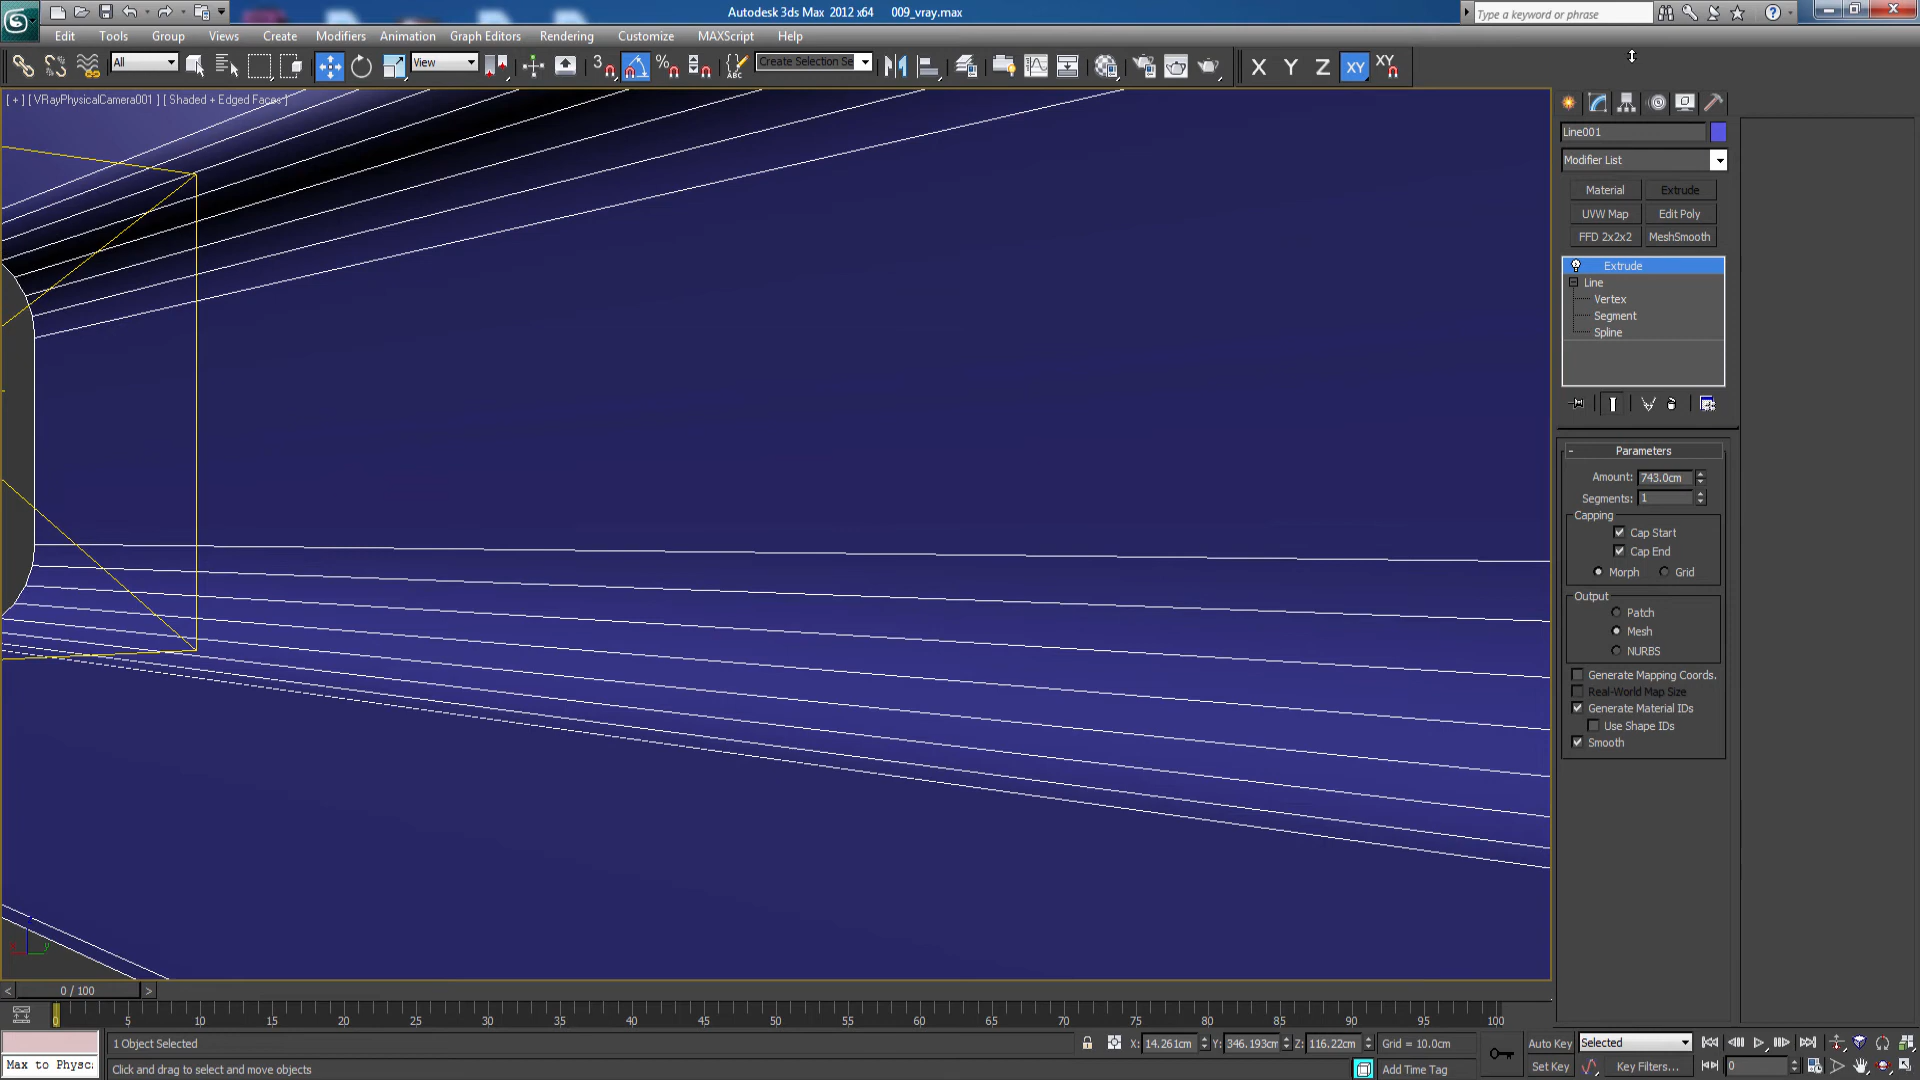 Autodesk 3ds Max 2012 x64 009_vray.max
Type a keyword or phrase
Edit Tools Group Views Create Modifiers Animation Graph Editors Rendering Customize MAXScript Help
All
View
Create Selection Se
X Y Z XY XY
[ + ] [ VRayPhysicalCamera001 ] [ Shaded + Edged Faces ]
Line001
Modifier List
Material Extrude
UVW Map Edit Poly
FFD 2x2x2 MeshSmooth
Extrude
Line
Vertex
Segment
Spline
Parameters
Amount: 743.0cm
Segments: 1
Capping
Cap Start
Cap End
Morph Grid
Output
Patch
Mesh
NURBS
Generate Mapping Coords.
Real-World Map Size
Generate Material IDs
Use Shape IDs
Smooth
< 0 / 100 >
0 5 10 15 20 25 30 35 40 45 50 55 60 65 70 75 80 85 90 95 100
1 Object Selected X: 14.261cm Y: 346.193cm Z: 116.22cm Grid = 10.0cm Auto Key Selected
Max to Physc: Click and drag to select and move objects Add Time Tag Set Key Key Filters... 0